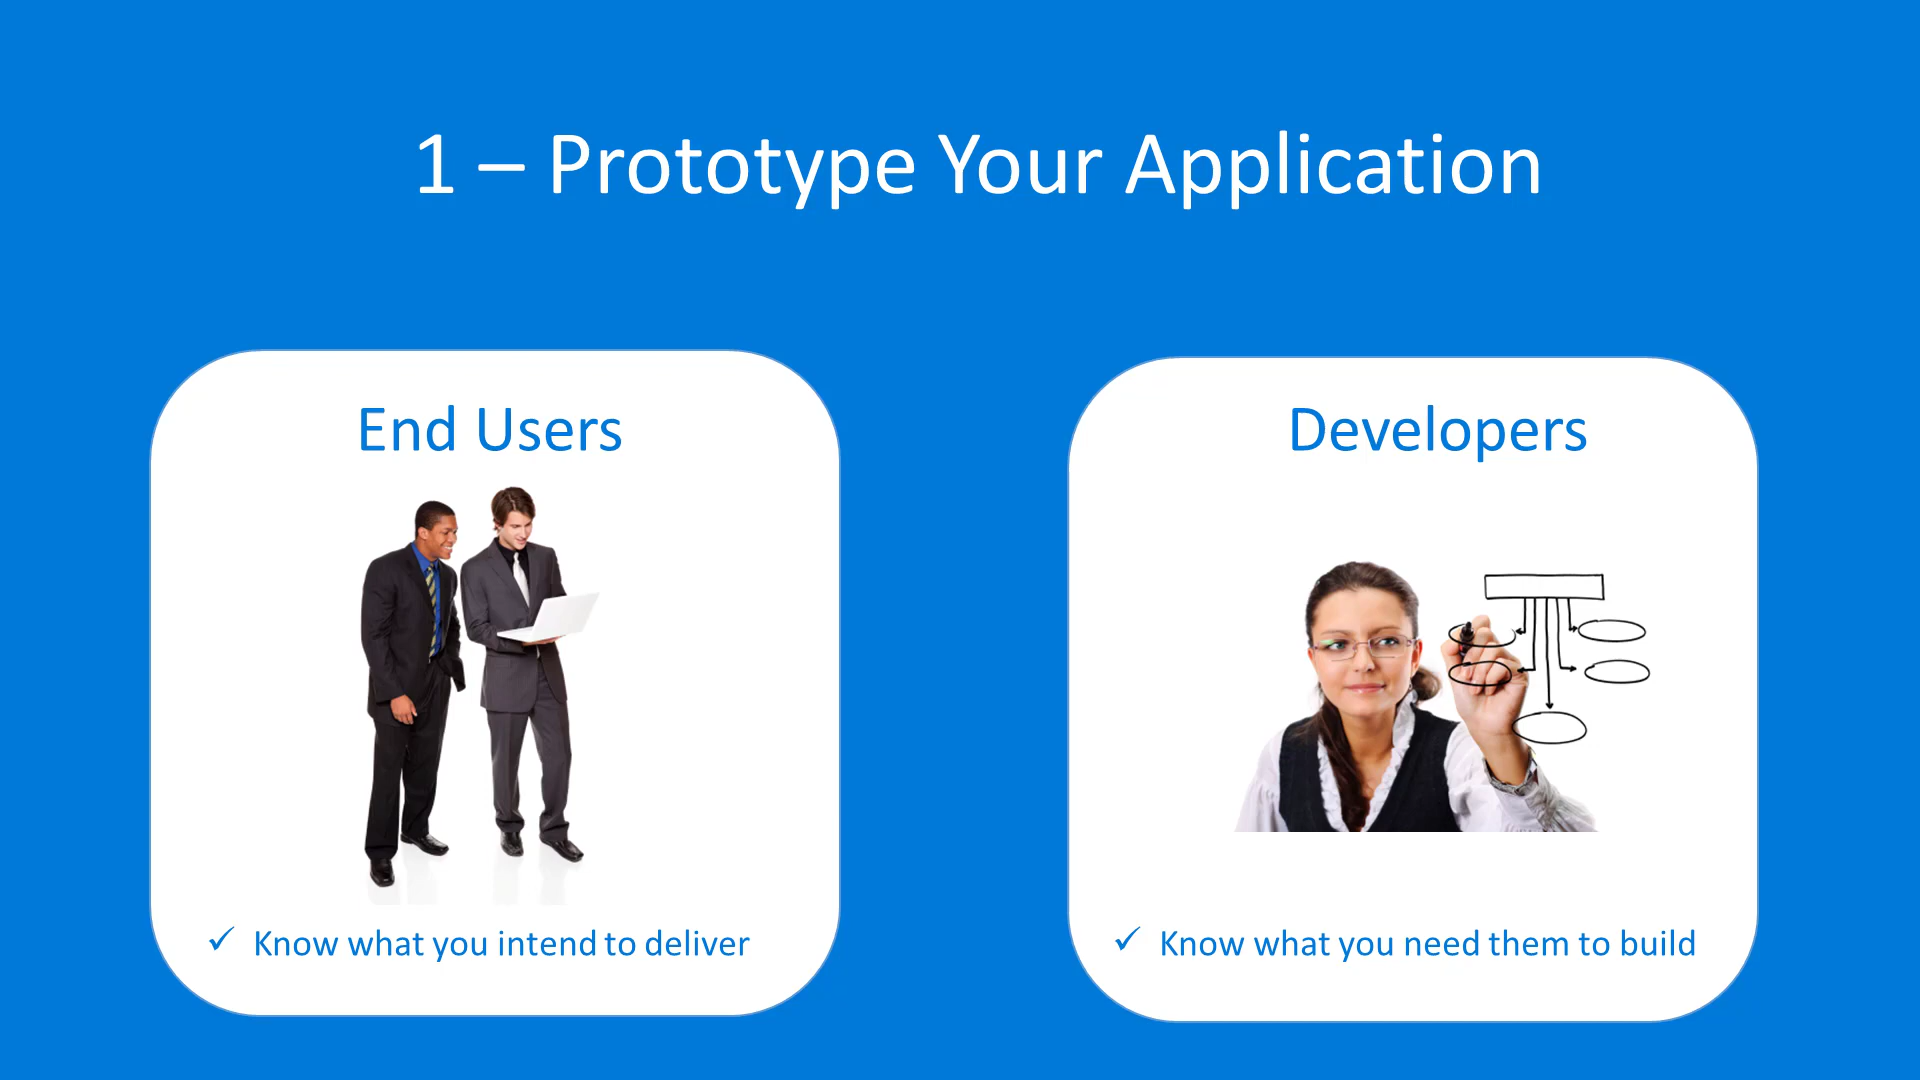 1 – Prototype Your Application
End Users
Developers
✓ Know what you intend to deliver
✓ Know what you need them to build